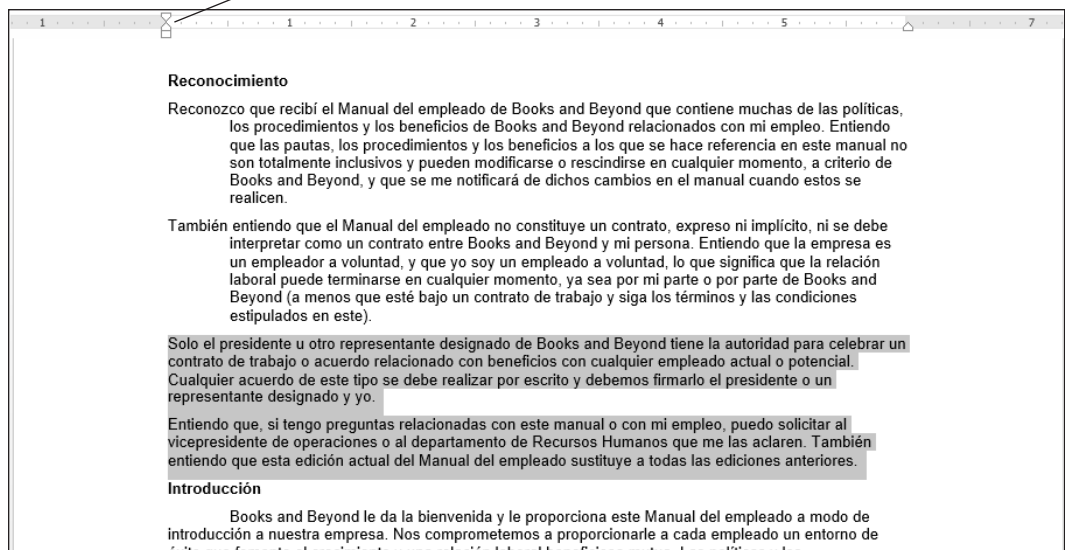 1 1 2 3 4 5 7
Reconocimiento
Reconozco que recibí el Manual del empleado de Books and Beyond que contiene muchas de las políticas,
los procedimientos y los beneficios de Books and Beyond relacionados con mi empleo. Entiendo
que las pautas, los procedimientos y los beneficios a los que se hace referencia en este manual no
son totalmente inclusivos y pueden modificarse o rescindirse en cualquier momento, a criterio de
Books and Beyond, y que se me notificará de dichos cambios en el manual cuando estos se
realicen.
También entiendo que el Manual del empleado no constituye un contrato, expreso ni implícito, ni se debe
interpretar como un contrato entre Books and Beyond y mi persona. Entiendo que la empresa es
un empleador a voluntad, y que yo soy un empleado a voluntad, lo que significa que la relación
laboral puede terminarse en cualquier momento, ya sea por mi parte o por parte de Books and
Beyond (a menos que esté bajo un contrato de trabajo y siga los términos y las condiciones
estipulados en este).
Solo el presidente u otro representante designado de Books and Beyond tiene la autoridad para celebrar un
contrato de trabajo o acuerdo relacionado con beneficios con cualquier empleado actual o potencial.
Cualquier acuerdo de este tipo se debe realizar por escrito y debemos firmarlo el presidente o un
representante designado y yo.
Entiendo que, si tengo preguntas relacionadas con este manual o con mi empleo, puedo solicitar al
vicepresidente de operaciones o al departamento de Recursos Humanos que me las aclaren. También
entiendo que esta edición actual del Manual del empleado sustituye a todas las ediciones anteriores.
Introducción
Books and Beyond le da la bienvenida y le proporciona este Manual del empleado a modo de
introducción a nuestra empresa. Nos comprometemos a proporcionarle a cada empleado un entorno de